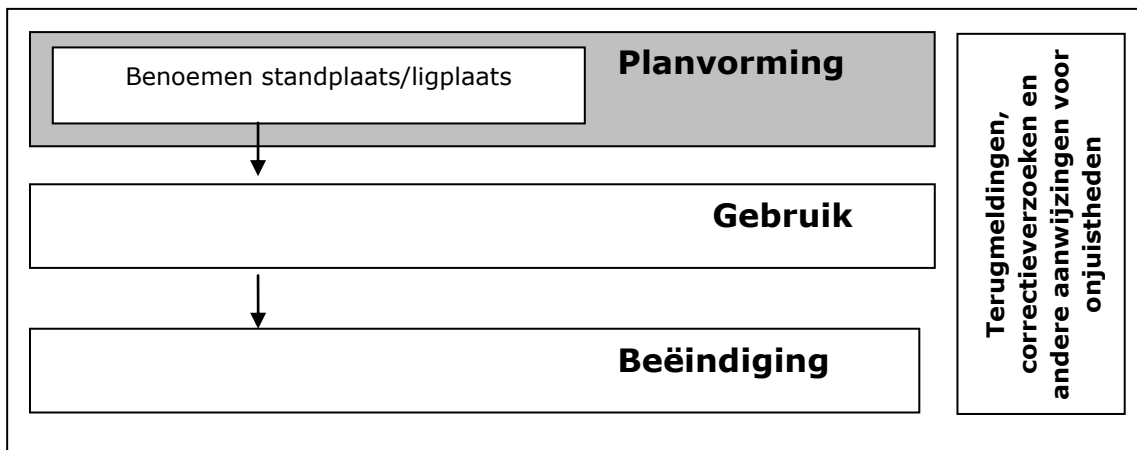 Benoemen standplaats/ligplaats
Planvorming
Gebruik
Beëindiging
Terugmeldingen,
correctieverzoeken en
andere aanwijzingen voor
onjuistheden